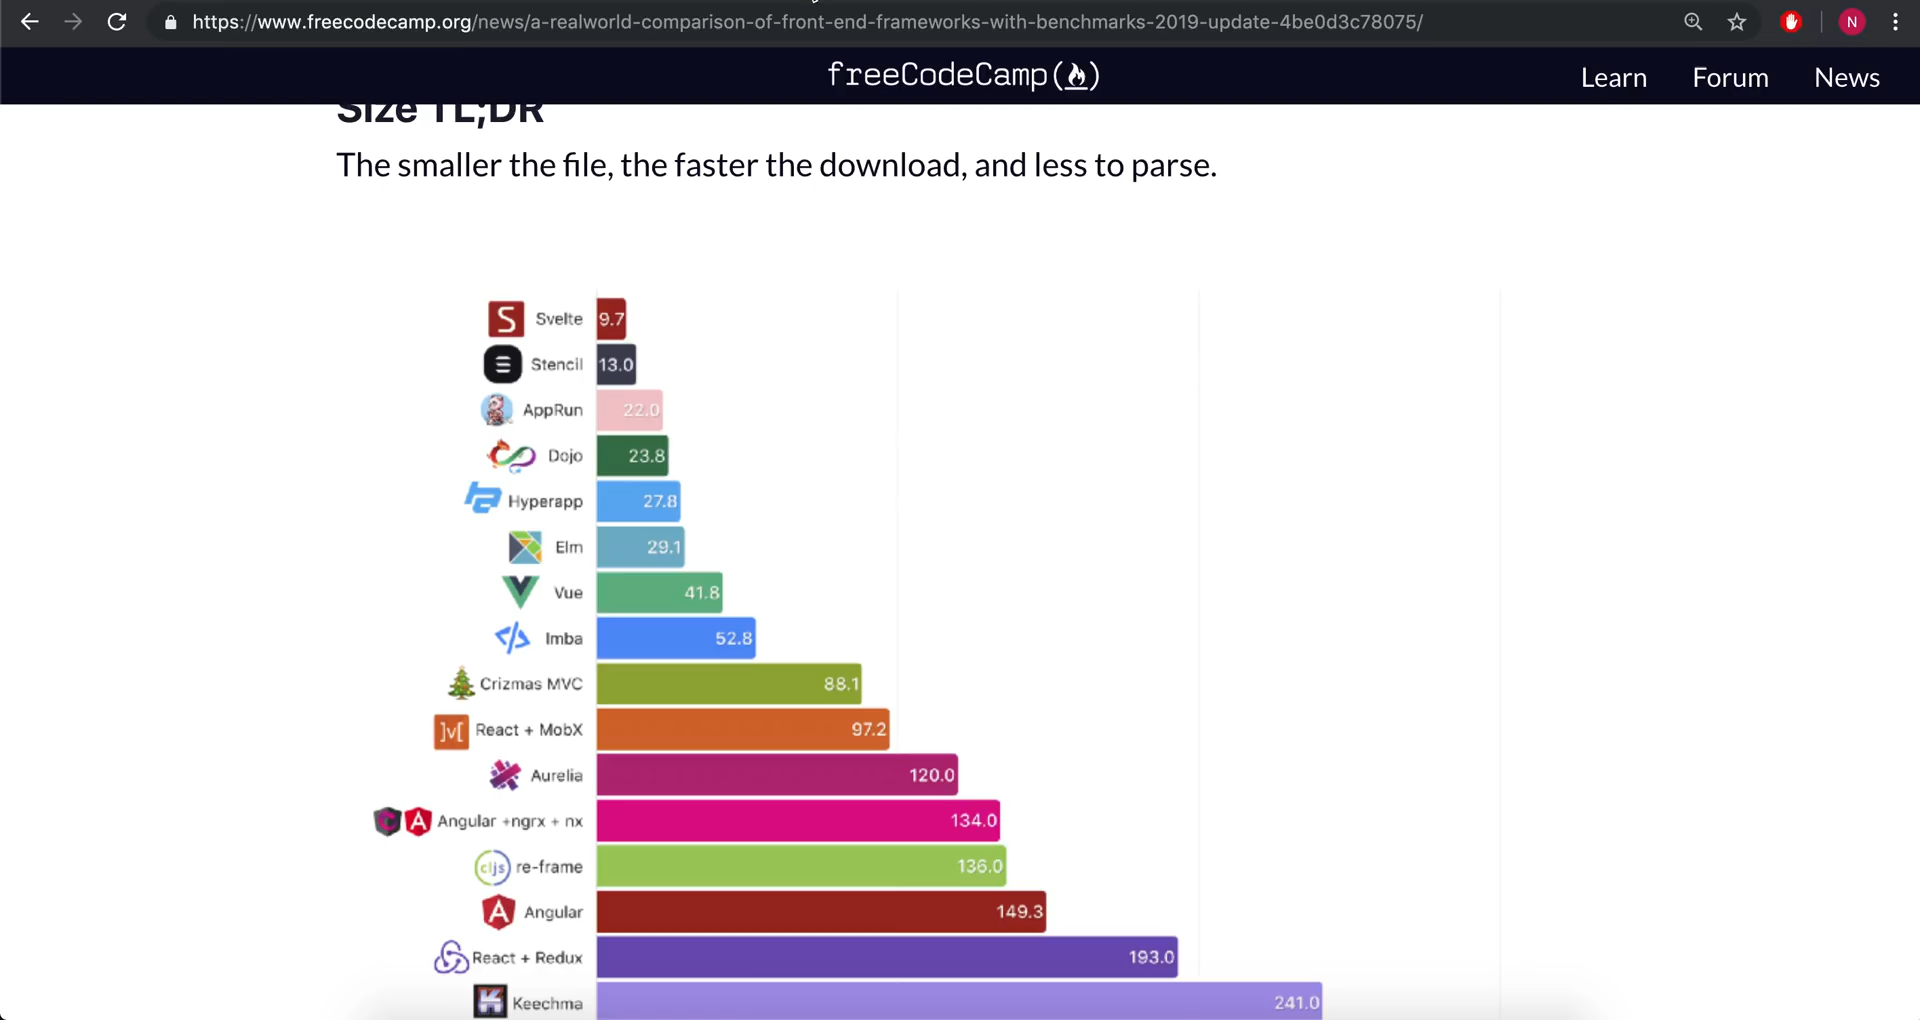 https://www.freecodecamp.org/news/a-realworld-comparison-of-front-end-frameworks-with-benchmarks-2019-update-4be0d3c78075/
N
freeCodeCamp
Learn Forum News
Size TL;DR
The smaller the file, the faster the download, and less to parse.
S Svelte 9.7
Stencil 13.0
AppRun 22.0
Dojo 23.8
Hyperapp 27.8
Elm 29.1
Vue 41.8
Imba 52.8
Crizmas MVC 88.1
]v[ React + MobX 97.2
Aurelia 120.0
A Angular +ngrx + nx 134.0
cljs re-frame 136.0
A Angular 149.3
React + Redux 193.0
K Keechma 241.0